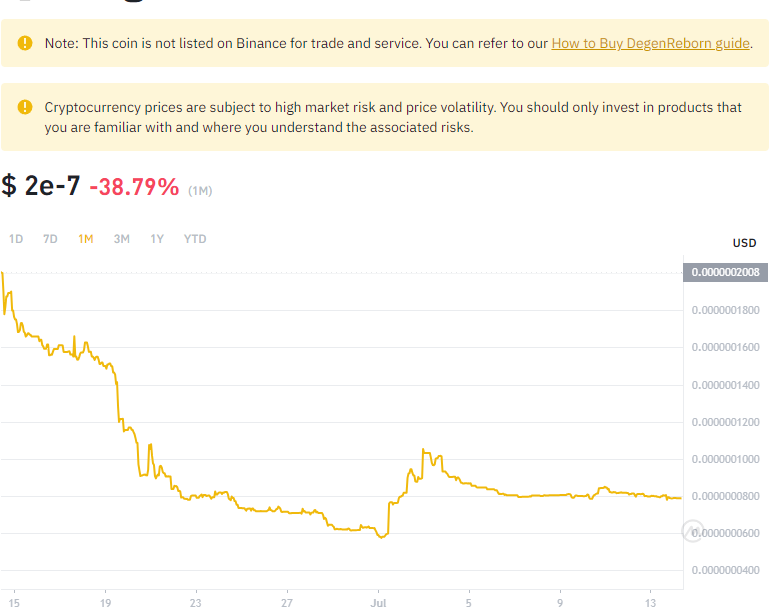 Note: This coin is not listed on Binance for trade and service. You can refer to our How to Buy DegenReborn guide.
Cryptocurrency prices are subject to high market risk and price volatility. You should only invest in products that
you are familiar with and where you understand the associated risks.
$ 2e-7 -38.79% (1M)
1D 7D 1M 3M 1Y YTD
USD
0.0000002008
0.0000001800
0.0000001600
0.0000001400
0.0000001200
0.0000001000
0.0000000800
0.0000000600
0.0000000400
15 19 23 27 Jul 5 9 13